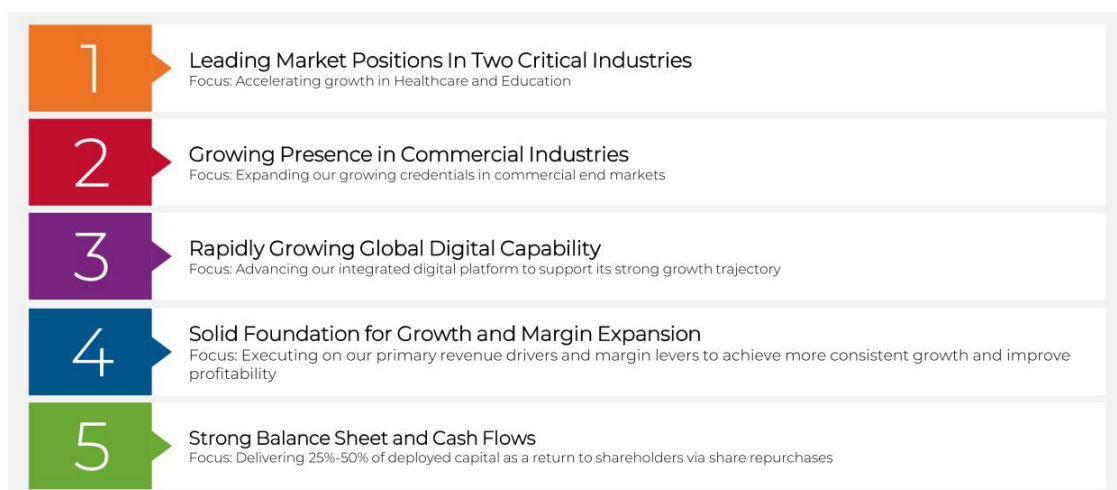 1
Leading Market Positions In Two Critical Industries
Focus: Accelerating growth in Healthcare and Education
2
Growing Presence in Commercial Industries
Focus: Expanding our growing credentials in commercial end markets
3
Rapidly Growing Global Digital Capability
Focus: Advancing our integrated digital platform to support its strong growth trajectory
4
Solid Foundation for Growth and Margin Expansion
Focus: Executing on our primary revenue drivers and margin levers to achieve more consistent growth and improve
profitability
5
Strong Balance Sheet and Cash Flows
Focus: Delivering 25%-50% of deployed capital as a return to shareholders via share repurchases